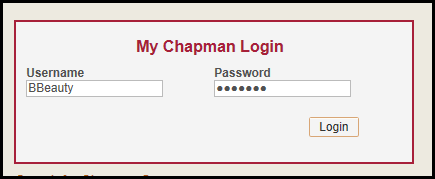 My Chapman Login
Username Password
BBeauty ●●●●●●●
Login